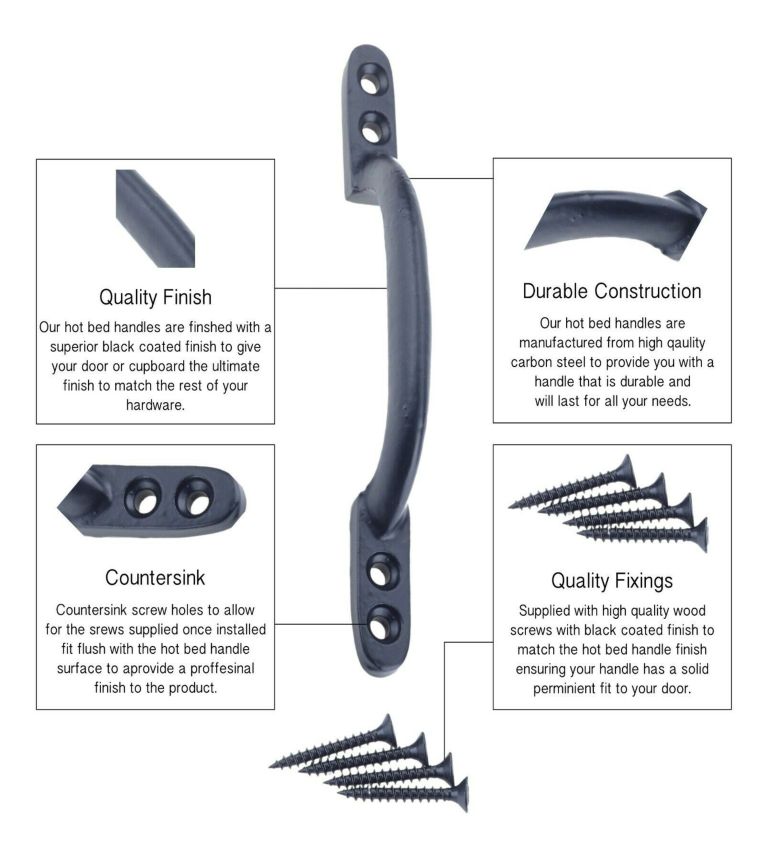 Quality Finish
Our hot bed handles are finshed with a
superior black coated finish to give
your door or cupboard the ultimate
finish to match the rest of your
hardware.
Durable Construction
Our hot bed handles are
manufactured from high qaulity
carbon steel to provide you with a
handle that is durable and
will last for all your needs.
Countersink
Countersink screw holes to allow
for the srews supplied once installed
fit flush with the hot bed handle
surface to aprovide a proffesinal
finish to the product.
Quality Fixings
Supplied with high quality wood
screws with black coated finish to
match the hot bed handle finish
ensuring your handle has a solid
perminient fit to your door.